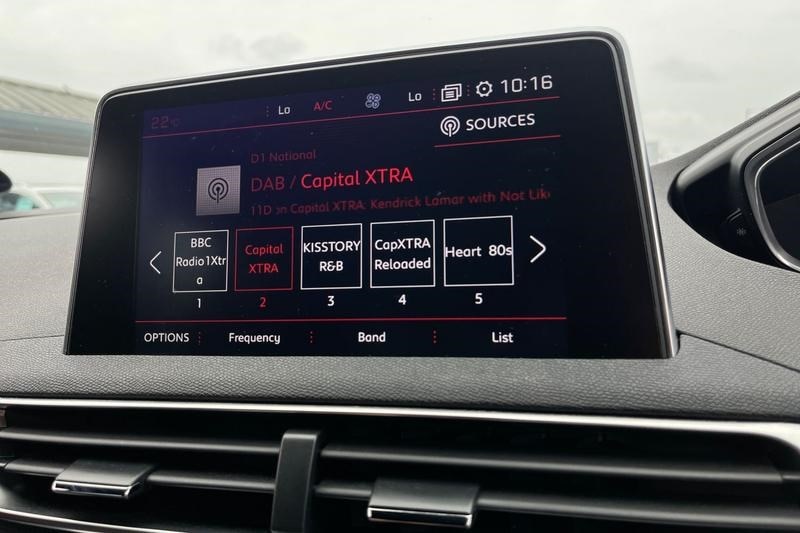 22°C Lo A/C Lo 10:16
SOURCES
D1 National
DAB / Capital XTRA
11D on Capital XTRA: Kendrick Lamar with Not Lik
BBC
Radio 1Xtr
a
1
Capital
XTRA
2
KISSTORY
R&B
3
CapXTRA
Reloaded
4
Heart 80s
5
OPTIONS Frequency Band List